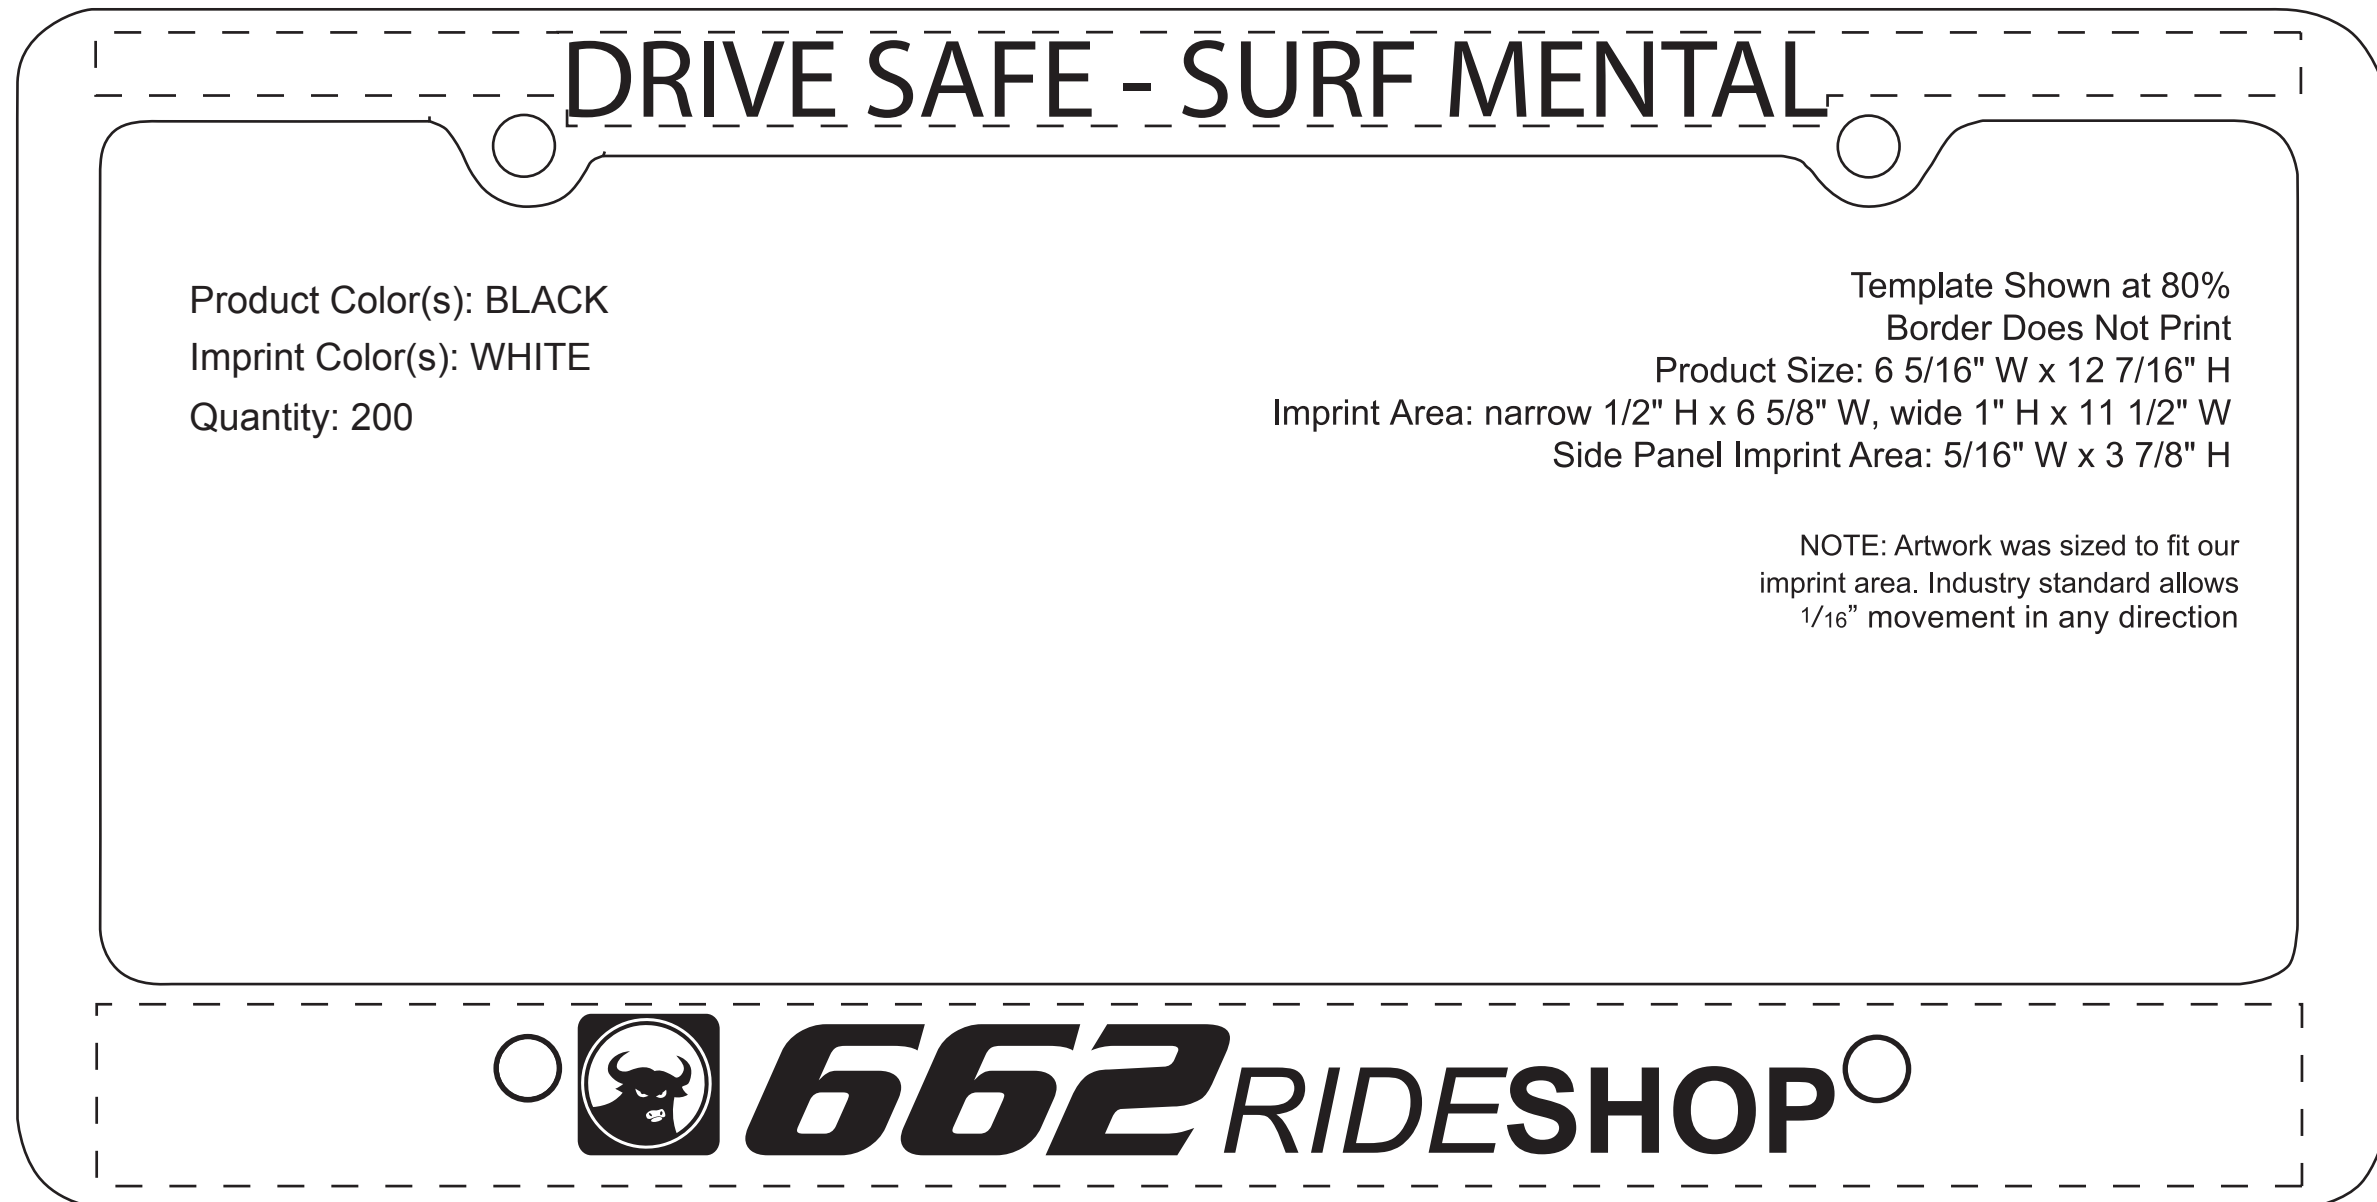 DRIVE SAFE - SURF MENTAL
Product Color(s): BLACK
Imprint Color(s): WHITE
Quantity: 200
Template Shown at 80%
Border Does Not Print
Product Size: 6 5/16" W x 12 7/16" H
Imprint Area: narrow 1/2" H x 6 5/8" W, wide 1" H x 11 1/2" W
Side Panel Imprint Area: 5/16" W x 3 7/8" H
NOTE: Artwork was sized to fit our
imprint area. Industry standard allows
1/16” movement in any direction
662 RIDESHOP